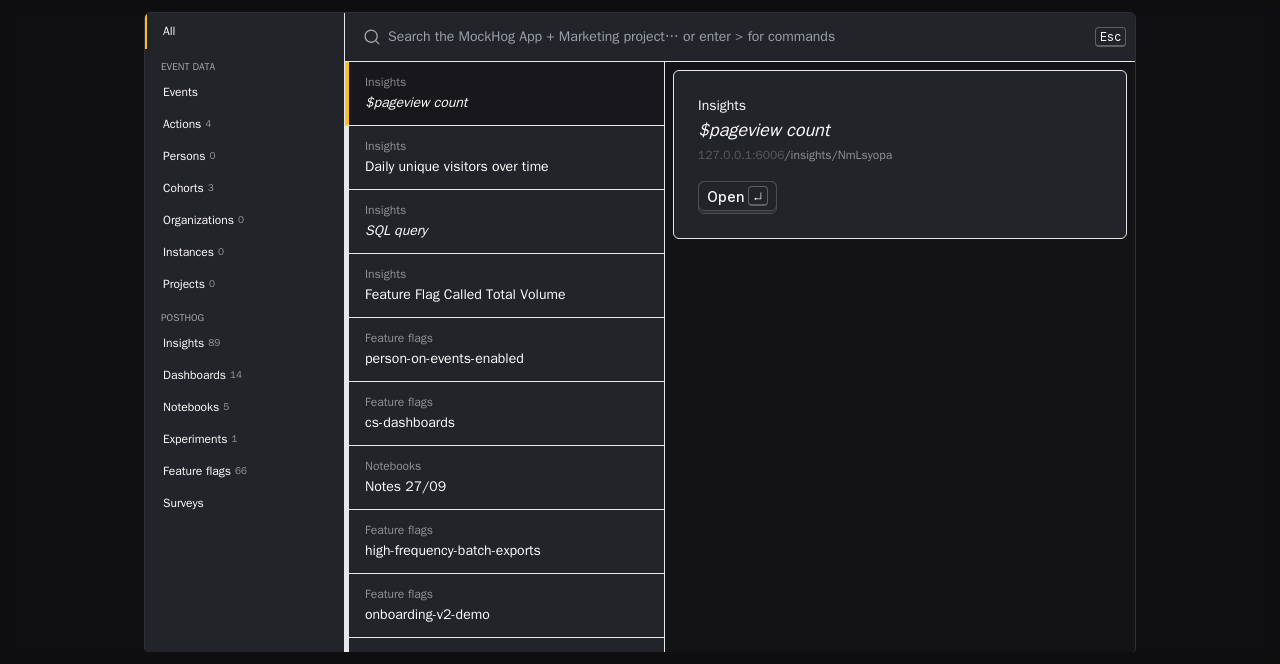 All
EVENT DATA
Events
Actions 4
Persons 0
Cohorts 3
Organizations 0
Instances 0
Projects 0
POSTHOG
Insights 89
Dashboards 14
Notebooks 5
Experiments 1
Feature flags 66
Surveys
Search the MockHog App + Marketing project… or enter > for commands
Esc
Insights
$pageview count
Insights
Daily unique visitors over time
Insights
SQL query
Insights
Feature Flag Called Total Volume
Feature flags
person-on-events-enabled
Feature flags
cs-dashboards
Notebooks
Notes 27/09
Feature flags
high-frequency-batch-exports
Feature flags
onboarding-v2-demo
Insights
$pageview count
127.0.0.1:6006/insights/NmLsyopa
Open ↵